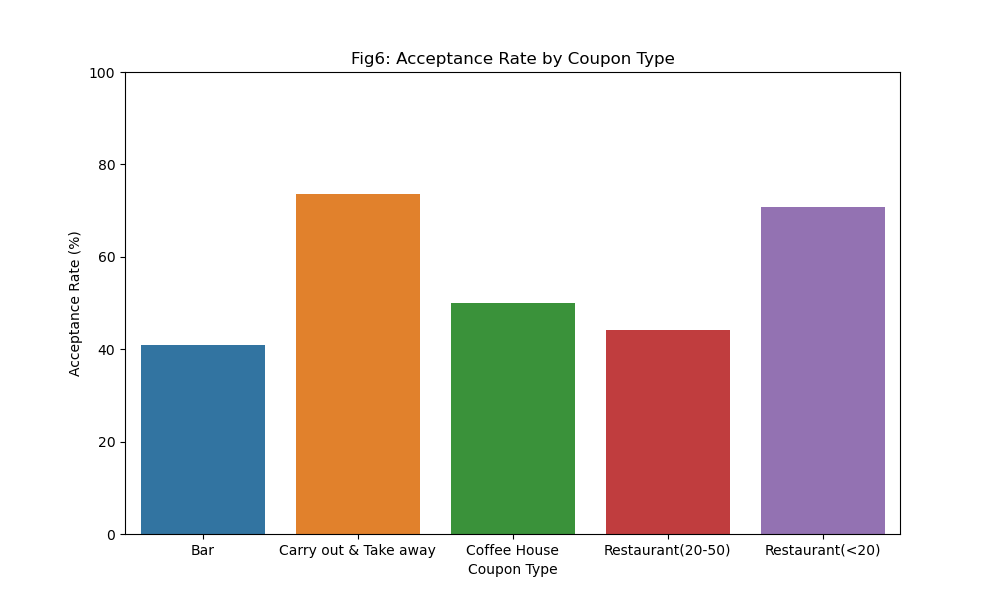 Fig6: Acceptance Rate by Coupon Type
Acceptance Rate (%)
100
80
60
40
20
0
Bar
Carry out & Take away
Coffee House
Restaurant(20-50)
Restaurant(<20)
Coupon Type